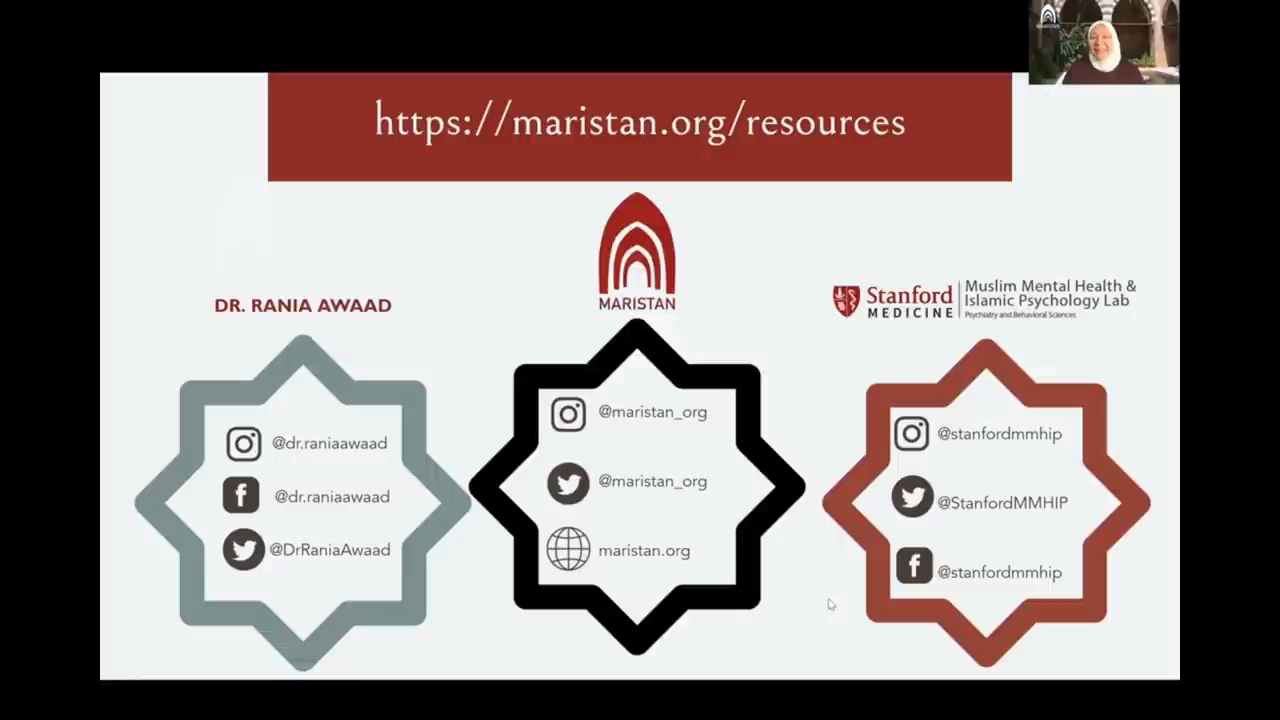 https://maristan.org/resources
MARISTAN
DR. RANIA AWAAD
@dr.raniaawaad
@dr.raniaawaad
@DrRaniaAwaad
@maristan_org
@maristan_org
maristan.org
Stanford
MEDICINE
Muslim Mental Health &
Islamic Psychology Lab
Psychiatry and Behavioral Sciences
@stanfordmmhip
@StanfordMMHIP
@stanfordmmhip
MARISTAN